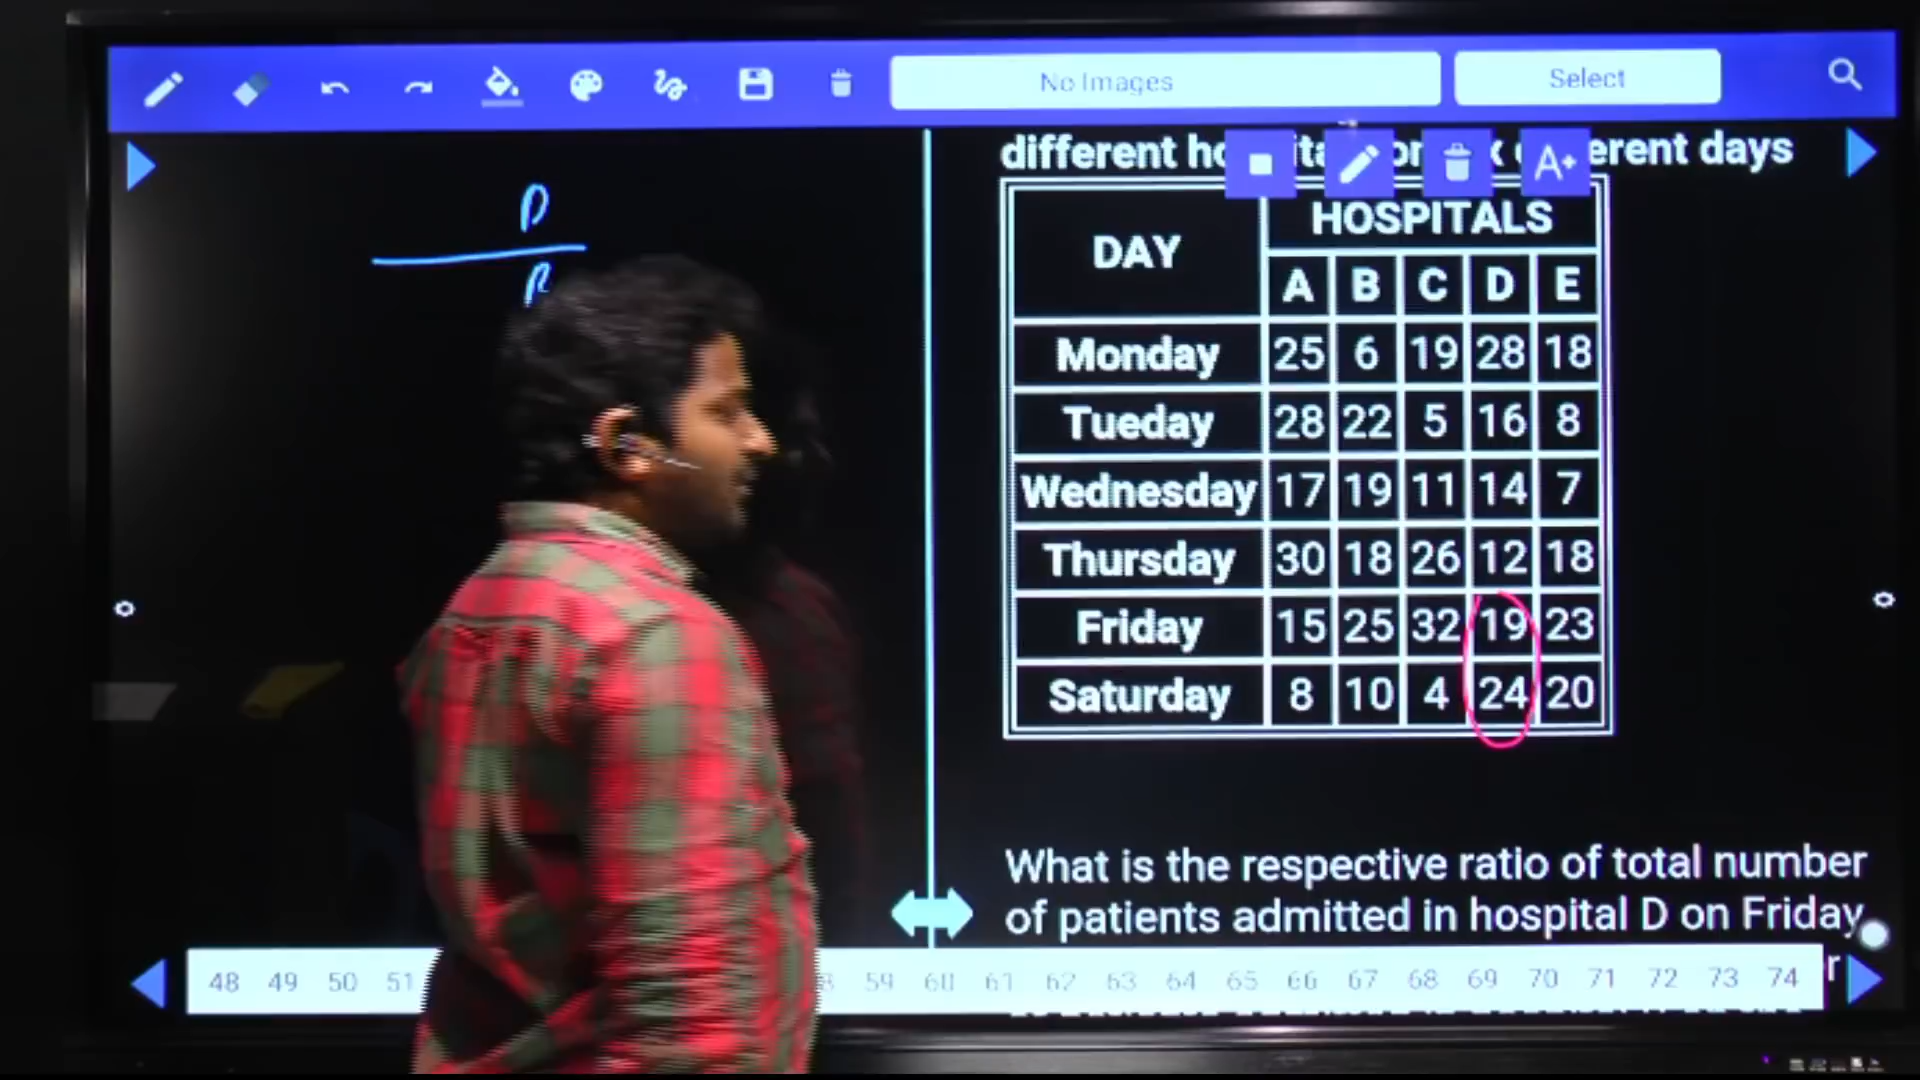 No Images
Select
A+
different erent days
D
DAY
HOSPITALS
A B C D E
Monday 25 6 19 28 18
Tueday 28 22 5 16 8
Wednesday 17 19 11 14 7
Thursday 30 18 26 12 18
Friday 15 25 32 19 23
Saturday 8 10 4 24 20
What is the respective ratio of total number
of patients admitted in hospital D on Friday
48 49 50 51 59 60 61 62 63 64 65 66 67 68 69 70 71 72 73 74